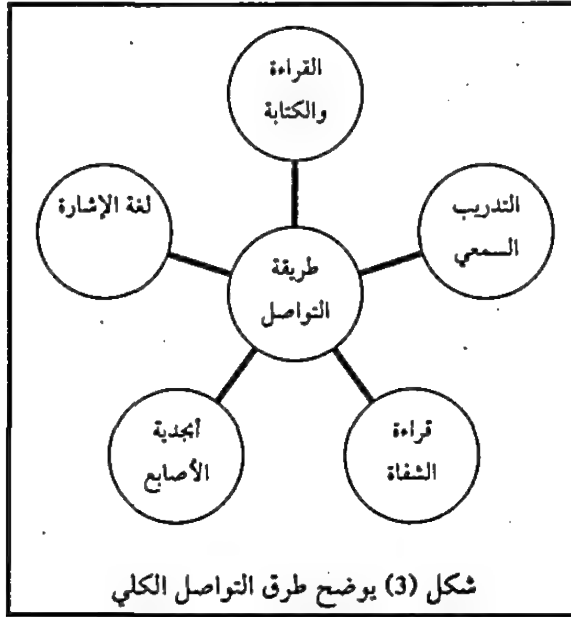 القراءة
والكتابة
لغة الإشارة
التدريب
السمعي
طريقة
التواصل
أبجدية
الأصابع
قراءة
الشفاة
شكل (3) يوضح طرق التواصل الكلي